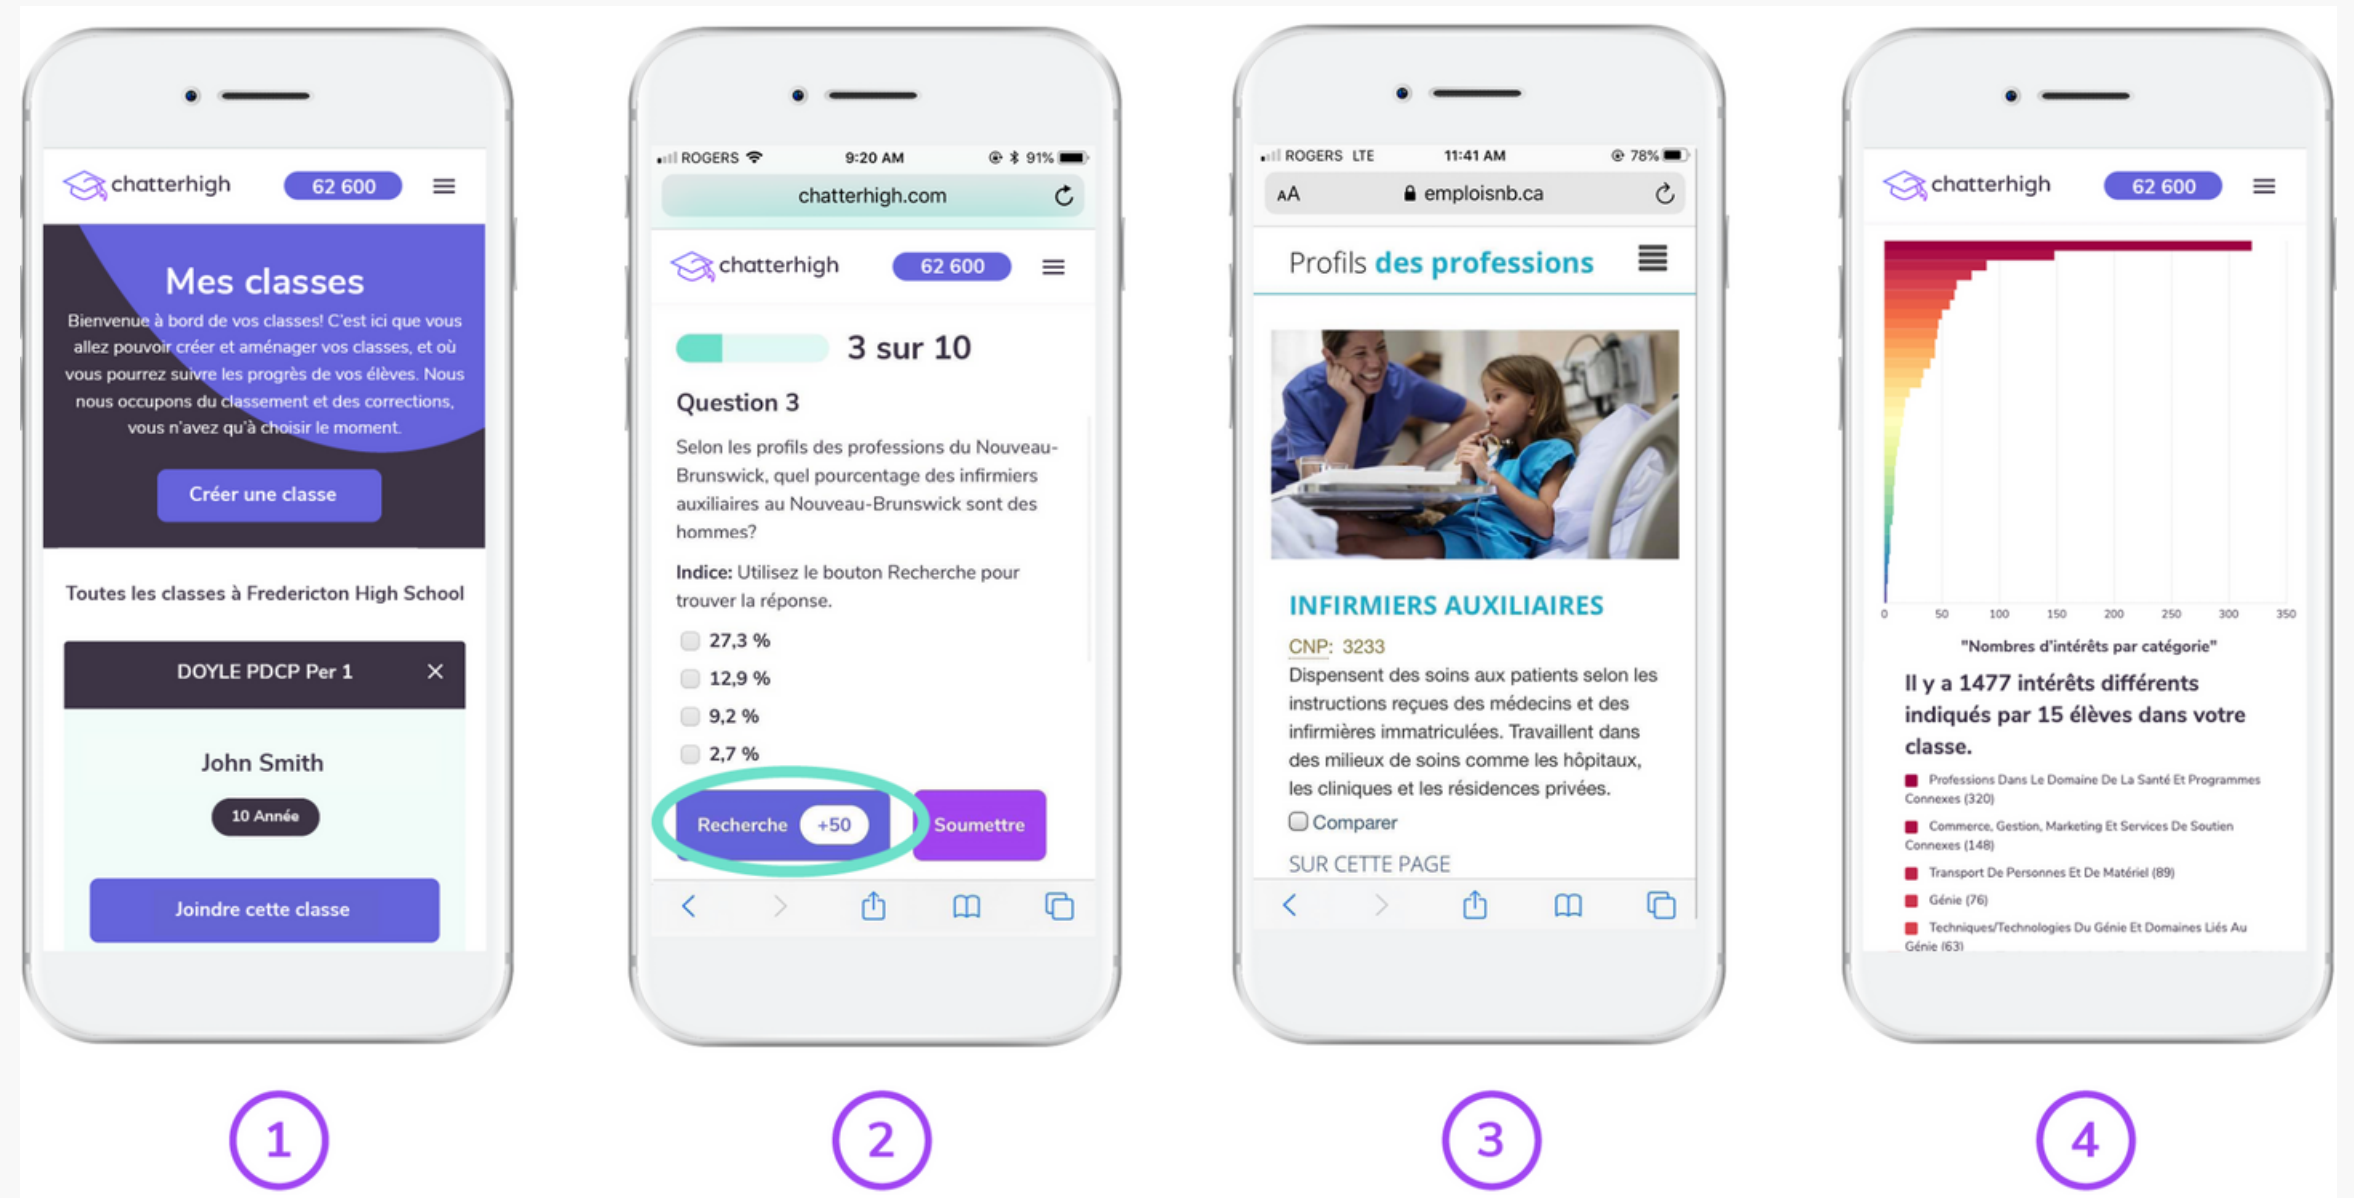 chatterhigh
62 600
Mes classes
Bienvenue à bord de vos classes! C'est ici que vous
allez pouvoir créer et aménager vos classes, et où
vous pourrez suivre les progrès de vos élèves. Nous
nous occupons du classement et des corrections,
vous n'avez qu'à choisir le moment.
Créer une classe
Toutes les classes à Fredericton High School
DOYLE PDCP Per 1
John Smith
10 Année
Joindre cette classe
1
ROGERS 9:20 AM 91%
chatterhigh.com
chatterhigh
62 600
3 sur 10
Question 3
Selon les profils des professions du Nouveau-
Brunswick, quel pourcentage des infirmiers
auxiliaires au Nouveau-Brunswick sont des
hommes?
Indice: Utilisez le bouton Recherche pour
trouver la réponse.
27,3 %
12,9 %
9,2 %
2,7 %
Recherche +50
Soumettre
2
ROGERS LTE 11:41 AM 78%
AA emploisnb.ca
Profils des professions
INFIRMIERS AUXILIAIRES
CNP: 3233
Dispensent des soins aux patients selon les
instructions reçues des médecins et des
infirmières immatriculées. Travaillent dans
des milieux de soins comme les hôpitaux,
les cliniques et les résidences privées.
Comparer
SUR CETTE PAGE
3
chatterhigh
62 600
0 50 100 150 200 250 300 350
"Nombres d'intérêts par catégorie"
Il y a 1477 intérêts différents
indiqués par 15 élèves dans votre
classe.
Professions Dans Le Domaine De La Santé Et Programmes
Connexes (320)
Commerce, Gestion, Marketing Et Services De Soutien
Connexes (148)
Transport De Personnes Et De Matériel (89)
Génie (76)
Techniques/Technologies Du Génie Et Domaines Liés Au
Génie (63)
4